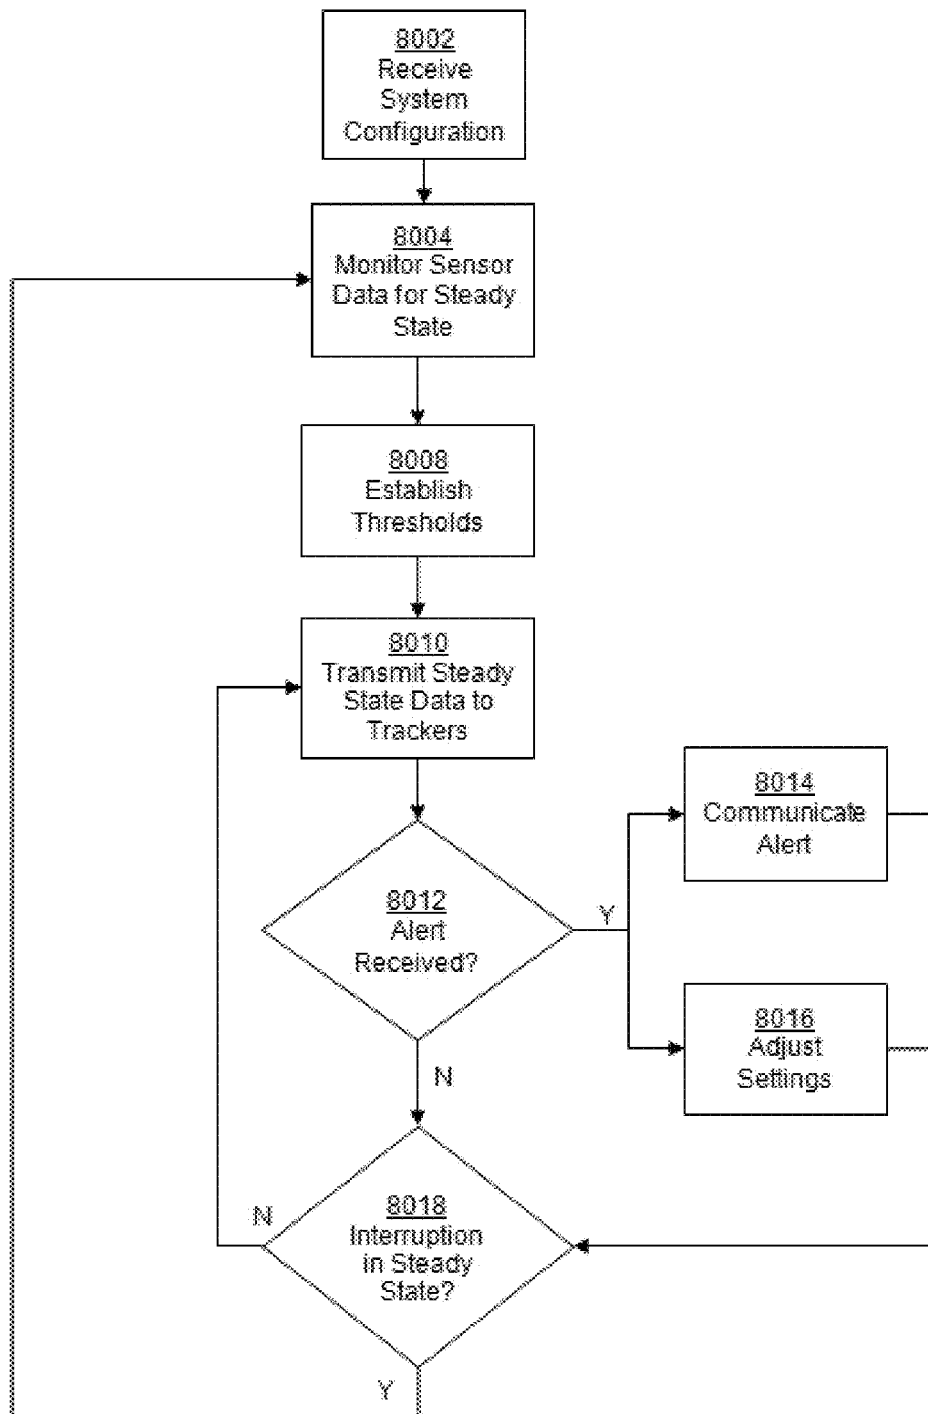 8002
Receive
System
Configuration
8004
Monitor Sensor
Data for Steady
State
8008
Establish
Thresholds
8010
Transmit Steady
State Data to
Trackers
8014
Communicate
Alert
8012
Alert
Received?
Y
8016
Adjust
Settings
N
8018
Interruption
in Steady
State?
N
Y